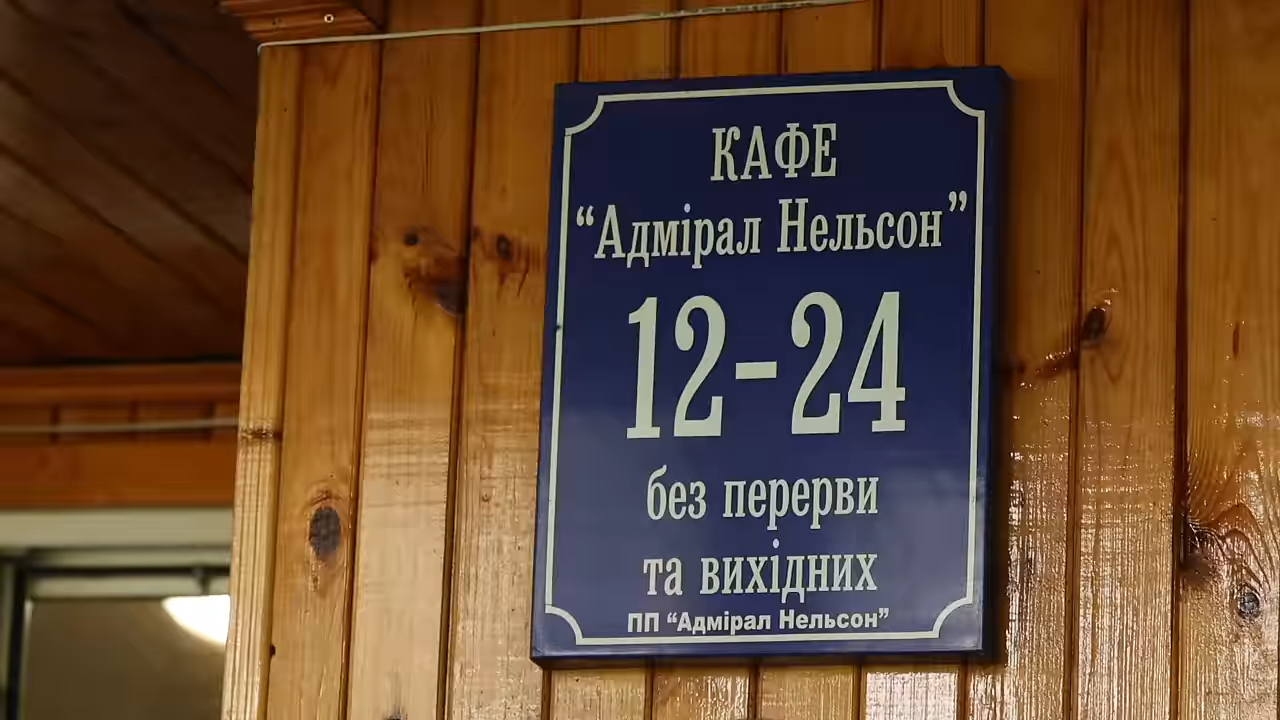 КАФЕ
“Адмірал Нельсон”
12-24
без перерви
та вихідних
ПП “Адмірал Нельсон”